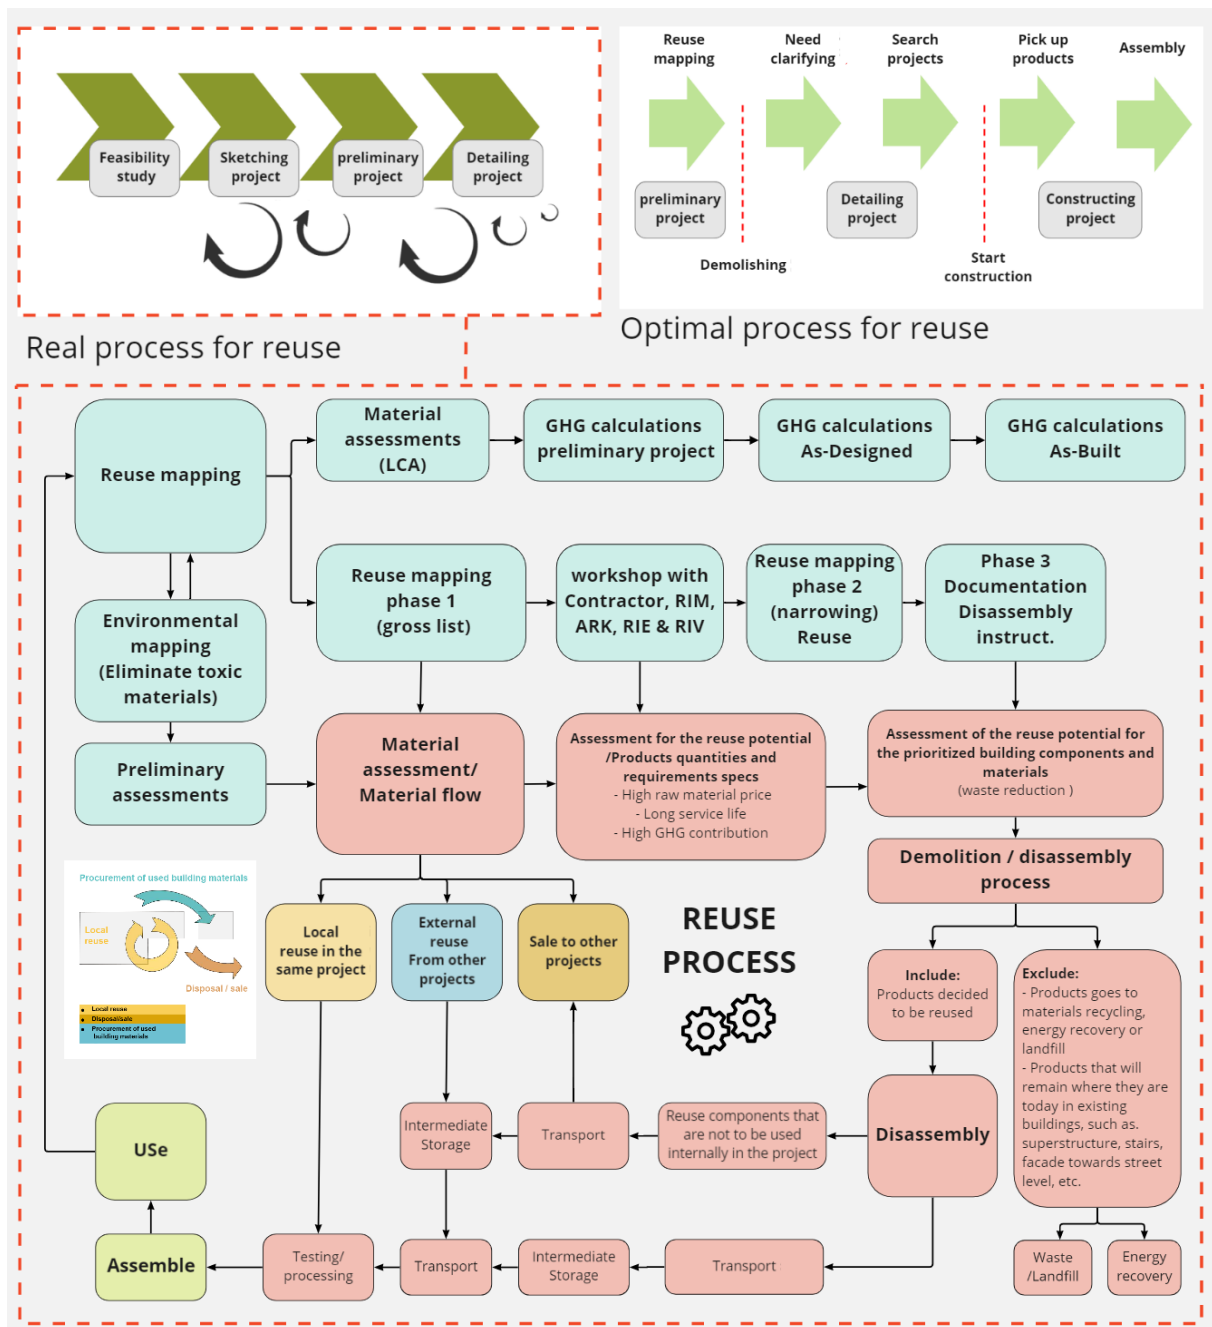 Feasibility
study
Sketching
project
preliminary
project
Detailing
project
Real process for reuse
Reuse
mapping
Need
clarifying
Search
projects
Pick up
products
Assembly
preliminary
project
Detailing
project
Constructing
project
Demolishing
Start
construction
Optimal process for reuse
Reuse mapping
Material
assessments
(LCA)
GHG calculations
preliminary project
GHG calculations
As-Designed
GHG calculations
As-Built
Environmental
mapping
(Eliminate toxic
materials)
Reuse mapping
phase 1
(gross list)
workshop with
Contractor, RIM,
ARK, RIE & RIV
Reuse mapping
phase 2
(narrowing)
Reuse
Phase 3
Documentation
Disassembly
instruct.
Preliminary
assessments
Material
assessment/
Material flow
Assessment for the reuse potential
/Products quantities and
requirements specs
- High raw material price
- Long service life
- High GHG contribution
Assessment of the reuse potential for
the prioritized building components and
materials
(waste reduction )
Demolition / disassembly
process
Procurement of used building materials
Local
reuse
Disposal / sale
• Local reuse
• Disposal/sale
• Procurement of used
building materials
Local
reuse in the
same project
External
reuse
From other
projects
Sale to other
projects
REUSE
PROCESS
Include:
Products decided
to be reused
Exclude:
- Products goes to
materials recycling,
energy recovery or
landfill
- Products that will
remain where they are
today in existing
buildings, such as.
superstructure, stairs,
facade towards street
level, etc.
USe
Intermediate
Storage
Transport
Reuse components that
are not to be used
internally in the project
Disassembly
Assemble
Testing/
processing
Transport
Intermediate
Storage
Transport
Waste
/Landfill
Energy
recovery